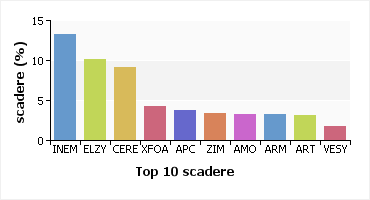 scadere (%)
15
10
5
0
INEM ELZY CERE XFOA APC ZIM AMO ARM ART VESY
Top 10 scadere